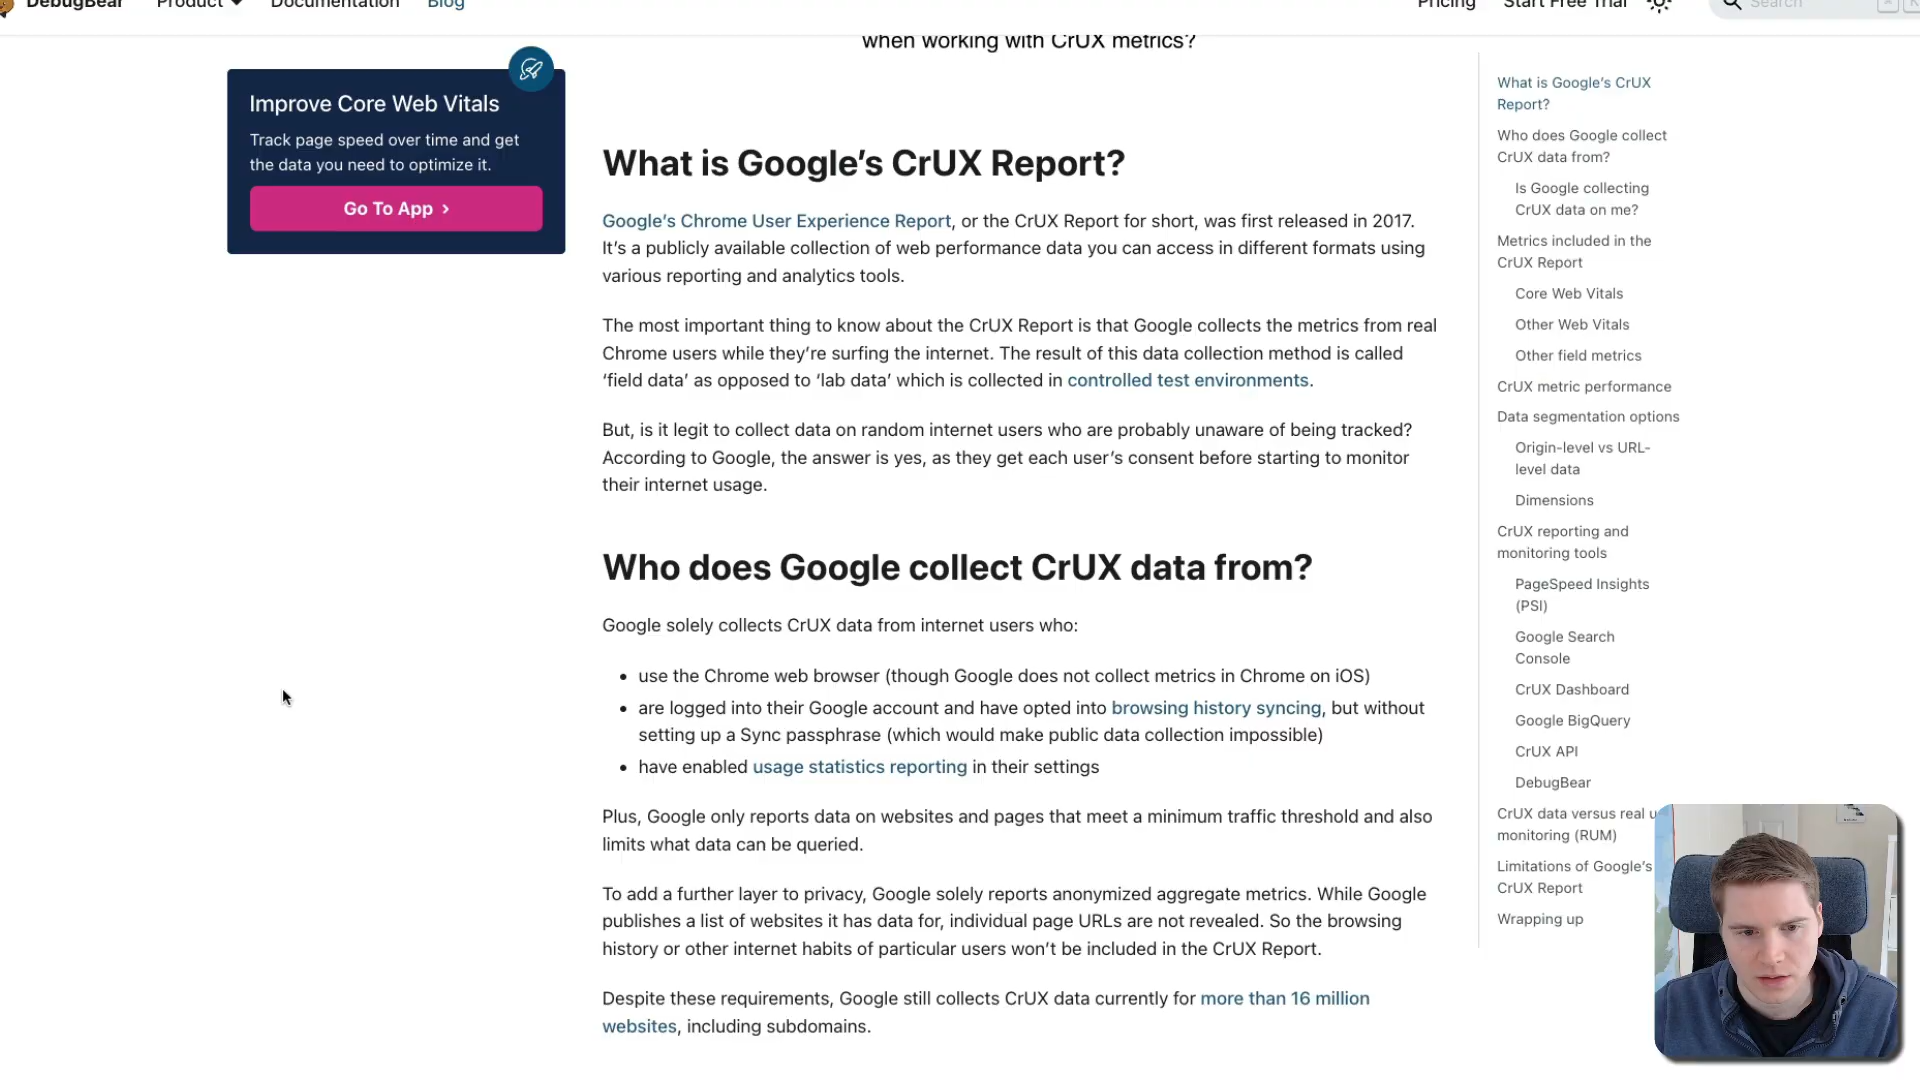 DebugBear Product Documentation Blog Pricing Start Free Trial Search K
when working with CrUX metrics?
Improve Core Web Vitals
Track page speed over time and get
the data you need to optimize it.
Go To App ›
What is Google’s CrUX Report?
Google’s Chrome User Experience Report, or the CrUX Report for short, was first released in 2017.
It’s a publicly available collection of web performance data you can access in different formats using
various reporting and analytics tools.
The most important thing to know about the CrUX Report is that Google collects the metrics from real
Chrome users while they’re surfing the internet. The result of this data collection method is called
‘field data’ as opposed to ‘lab data’ which is collected in controlled test environments.
But, is it legit to collect data on random internet users who are probably unaware of being tracked?
According to Google, the answer is yes, as they get each user’s consent before starting to monitor
their internet usage.
Who does Google collect CrUX data from?
Google solely collects CrUX data from internet users who:
• use the Chrome web browser (though Google does not collect metrics in Chrome on iOS)
• are logged into their Google account and have opted into browsing history syncing, but without
setting up a Sync passphrase (which would make public data collection impossible)
• have enabled usage statistics reporting in their settings
Plus, Google only reports data on websites and pages that meet a minimum traffic threshold and also
limits what data can be queried.
To add a further layer to privacy, Google solely reports anonymized aggregate metrics. While Google
publishes a list of websites it has data for, individual page URLs are not revealed. So the browsing
history or other internet habits of particular users won’t be included in the CrUX Report.
Despite these requirements, Google still collects CrUX data currently for more than 16 million
websites, including subdomains.
What is Google’s CrUX
Report?
Who does Google collect
CrUX data from?
Is Google collecting
CrUX data on me?
Metrics included in the
CrUX Report
Core Web Vitals
Other Web Vitals
Other field metrics
CrUX metric performance
Data segmentation options
Origin-level vs URL-
level data
Dimensions
CrUX reporting and
monitoring tools
PageSpeed Insights
(PSI)
Google Search
Console
CrUX Dashboard
Google BigQuery
CrUX API
DebugBear
CrUX data versus real u
monitoring (RUM)
Limitations of Google’s
CrUX Report
Wrapping up